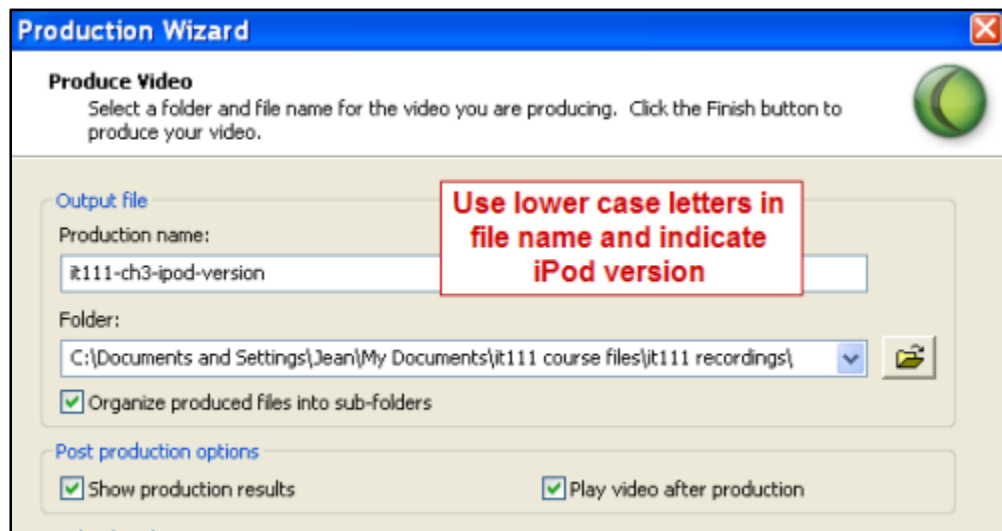 Production Wizard
Produce Video
Select a folder and file name for the video you are producing. Click the Finish button to
produce your video.
Output file
Use lower case letters in
file name and indicate
iPod version
Production name:
it111-ch3-ipod-version
Folder:
C:\Documents and Settings\Jean\My Documents\it111 course files\it111 recordings\
Organize produced files into sub-folders
Post production options
Show production results
Play video after production